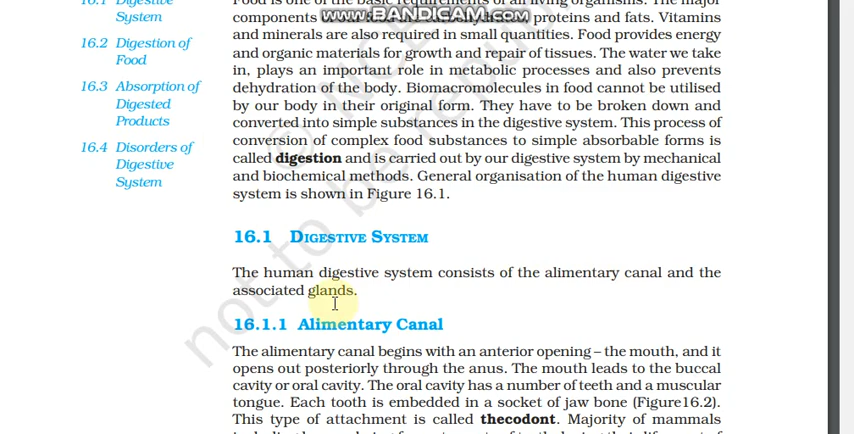 16.1 Digestive
System
16.2 Digestion of
Food
16.3 Absorption of
Digested
Products
16.4 Disorders of
Digestive
System
Food is one of the basic requirements of all living organisms. The major
components of our food are carbohydrates, proteins and fats. Vitamins
www.BANDICAM.com
and minerals are also required in small quantities. Food provides energy
and organic materials for growth and repair of tissues. The water we take
in, plays an important role in metabolic processes and also prevents
dehydration of the body. Biomacromolecules in food cannot be utilised
by our body in their original form. They have to be broken down and
converted into simple substances in the digestive system. This process of
conversion of complex food substances to simple absorbable forms is
called digestion and is carried out by our digestive system by mechanical
and biochemical methods. General organisation of the human digestive
system is shown in Figure 16.1.
16.1 DIGESTIVE SYSTEM
The human digestive system consists of the alimentary canal and the
associated glands.
16.1.1 Alimentary Canal
The alimentary canal begins with an anterior opening – the mouth, and it
opens out posteriorly through the anus. The mouth leads to the buccal
cavity or oral cavity. The oral cavity has a number of teeth and a muscular
tongue. Each tooth is embedded in a socket of jaw bone (Figure16.2).
This type of attachment is called thecodont. Majority of mammals
not to be repu